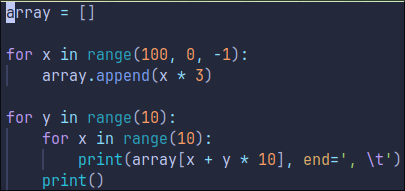 array = []
for x in range(100, 0, -1):
    array.append(x * 3)
for y in range(10):
    for x in range(10):
        print(array[x + y * 10], end=', \t')
    print()